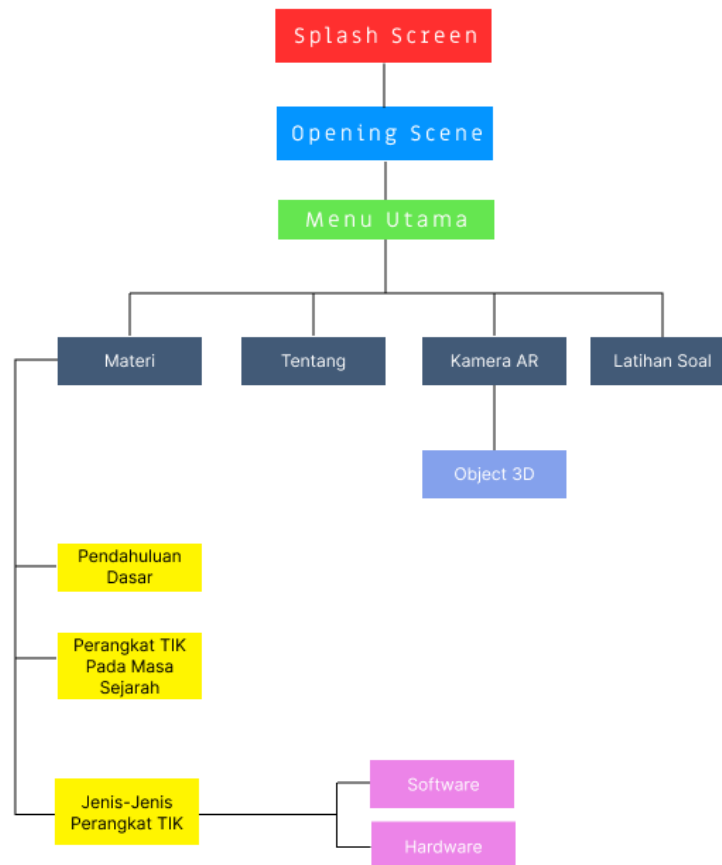 Splash Screen
Opening Scene
Menu Utama
Materi
Tentang
Kamera AR
Latihan Soal
Object 3D
Pendahuluan
Dasar
Perangkat TIK
Pada Masa
Sejarah
Jenis-Jenis
Perangkat TIK
Software
Hardware